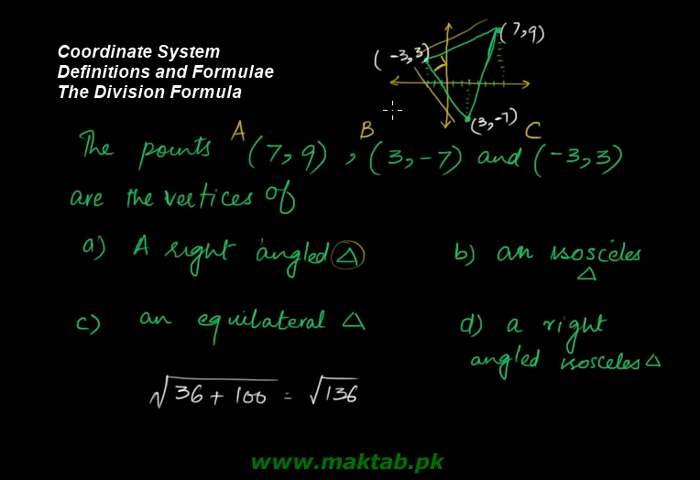 Coordinate System
Definitions and Formulae
The Division Formula
(7,9)
(-3,3)
(3,-7)
A B C
The points (7,9), (3,-7) and (-3,3)
are the vertices of
a) A right angled △
b) an isosceles △
c) an equilateral △
d) a right angled isosceles △
√36 + 100 = √136
www.maktab.pk